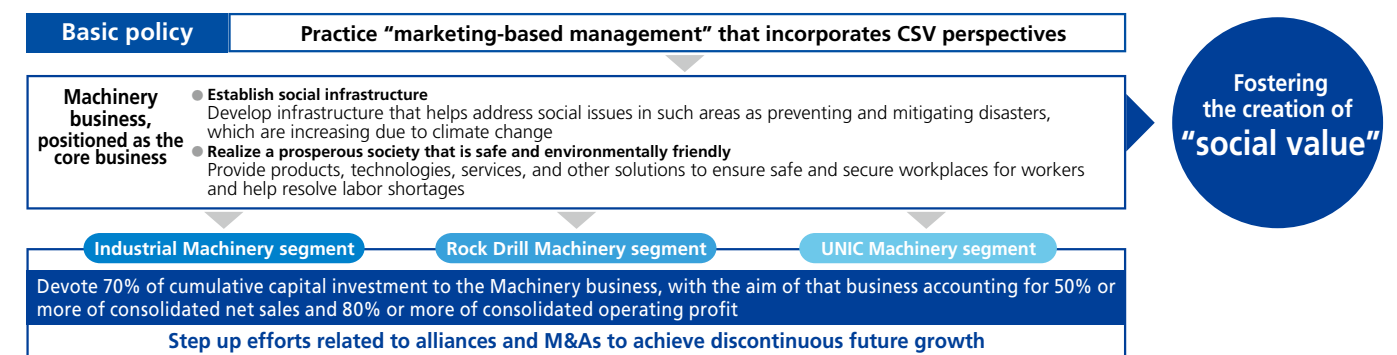 Basic policy
Practice “marketing-based management” that incorporates CSV perspectives
Machinery
business,
positioned as the
core business
● Establish social infrastructure
Develop infrastructure that helps address social issues in such areas as preventing and mitigating disasters,
which are increasing due to climate change
● Realize a prosperous society that is safe and environmentally friendly
Provide products, technologies, services, and other solutions to ensure safe and secure workplaces for workers
and help resolve labor shortages
Fostering
the creation of
“social value”
Industrial Machinery segment
Rock Drill Machinery segment
UNIC Machinery segment
Devote 70% of cumulative capital investment to the Machinery business, with the aim of that business accounting for 50% or
more of consolidated net sales and 80% or more of consolidated operating profit
Step up efforts related to alliances and M&As to achieve discontinuous future growth